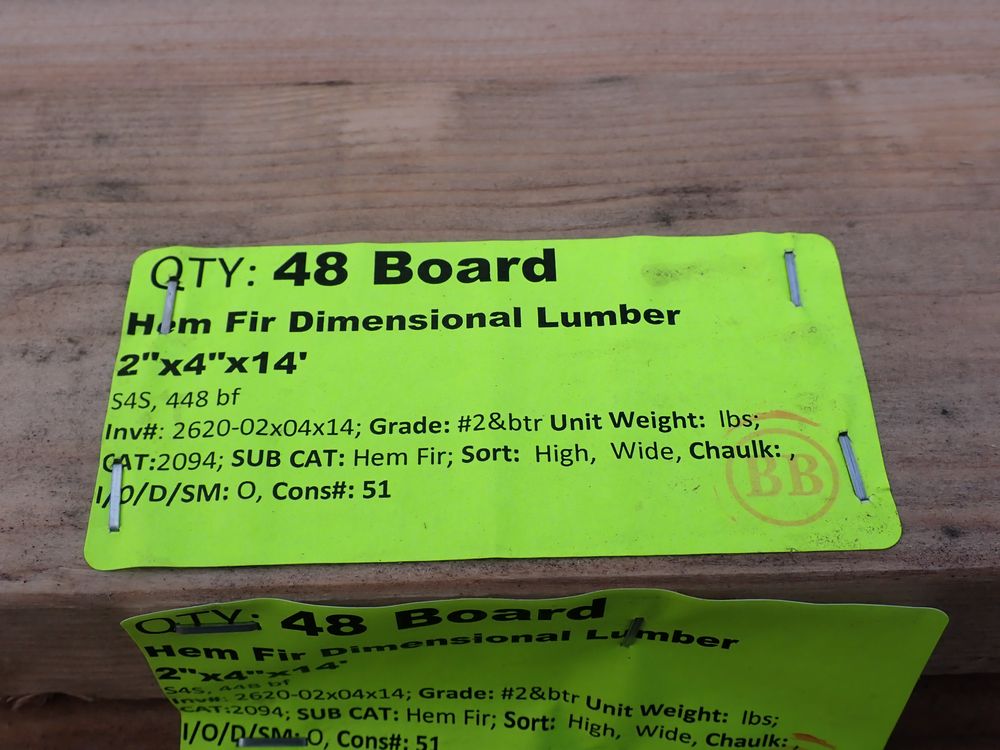 QTY: 48 Board
Hem Fir Dimensional Lumber
2"x4"x14'
S4S, 448 bf
Inv#: 2620-02x04x14; Grade: #2&btr Unit Weight:  lbs;
CAT:2094; SUB CAT: Hem Fir; Sort:  High,  Wide, Chaulk: ,
I/O/D/SM: O, Cons#: 51
BB
QTY: 48 Board
Hem Fir Dimensional Lumber
2"x4"x14'
S4S, 448 bf
Inv#: 2620-02x04x14; Grade: #2&btr Unit Weight:  lbs;
CAT:2094; SUB CAT: Hem Fir; Sort:  High,  Wide, Chaulk:
I/O/D/SM: O, Cons#: 51